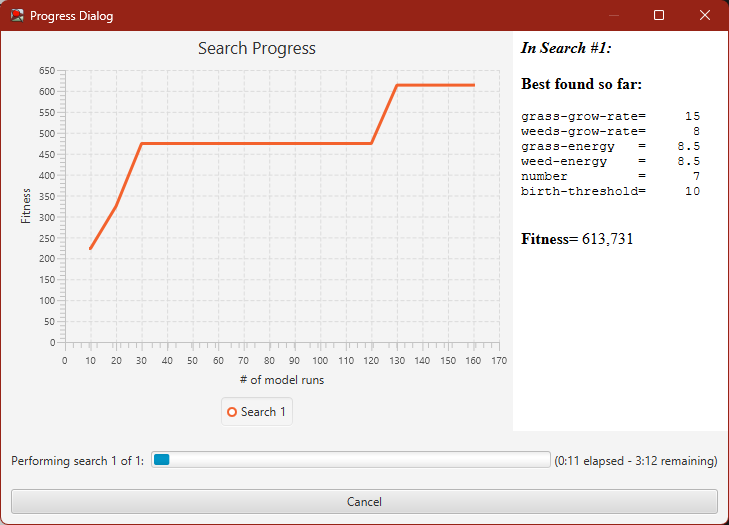 Progress Dialog
Search Progress
650
600
550
500
450
400
350
300
250
200
150
100
50
0
Fitness
0 10 20 30 40 50 60 70 80 90 100 110 120 130 140 150 160 170
# of model runs
Search 1
In Search #1:
Best found so far:
grass-grow-rate= 15
weeds-grow-rate= 8
grass-energy = 8.5
weed-energy = 8.5
number = 7
birth-threshold= 10
Fitness= 613,731
Performing search 1 of 1: (0:11 elapsed - 3:12 remaining)
Cancel